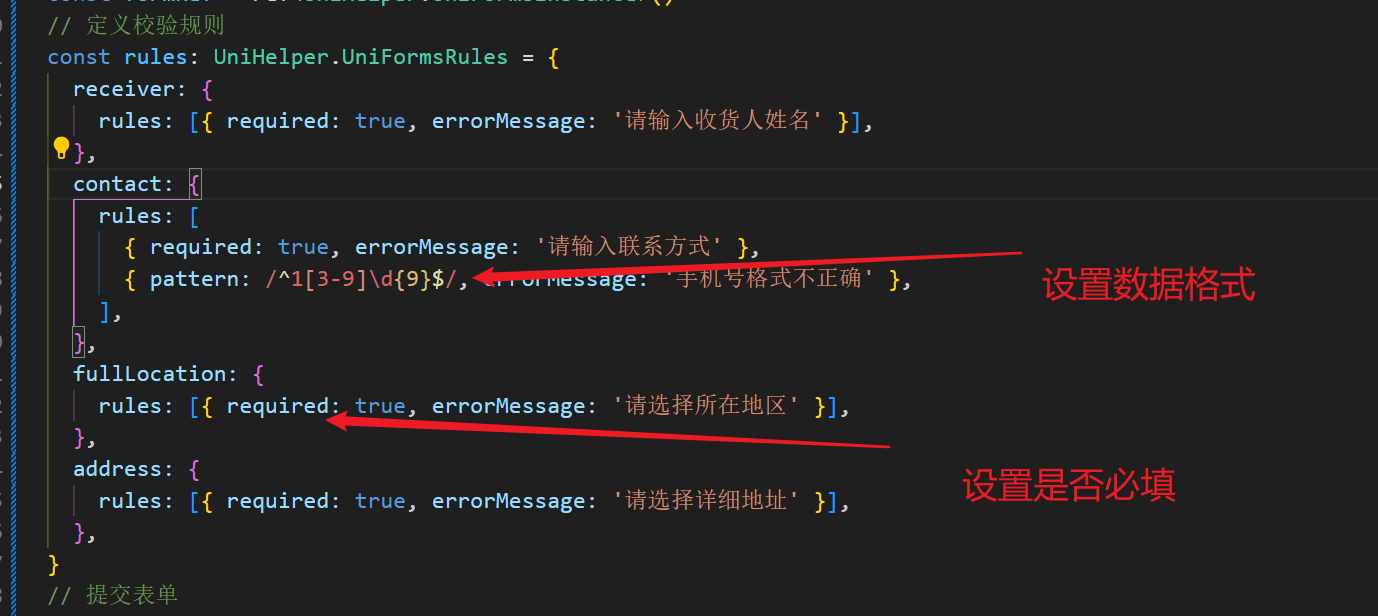 // 定义校验规则
const rules: UniHelper.UniFormsRules = {
receiver: {
rules: [{ required: true, errorMessage: '请输入收货人姓名' }],
},
contact: {
rules: [
{ required: true, errorMessage: '请输入联系方式' },
{ pattern: /^1[3-9]\d{9}$/, errorMessage: '手机号格式不正确' },
设置数据格式
],
},
fullLocation: {
rules: [{ required: true, errorMessage: '请选择所在地区' }],
},
address: {
设置是否必填
rules: [{ required: true, errorMessage: '请选择详细地址' }],
},
}
// 提交表单